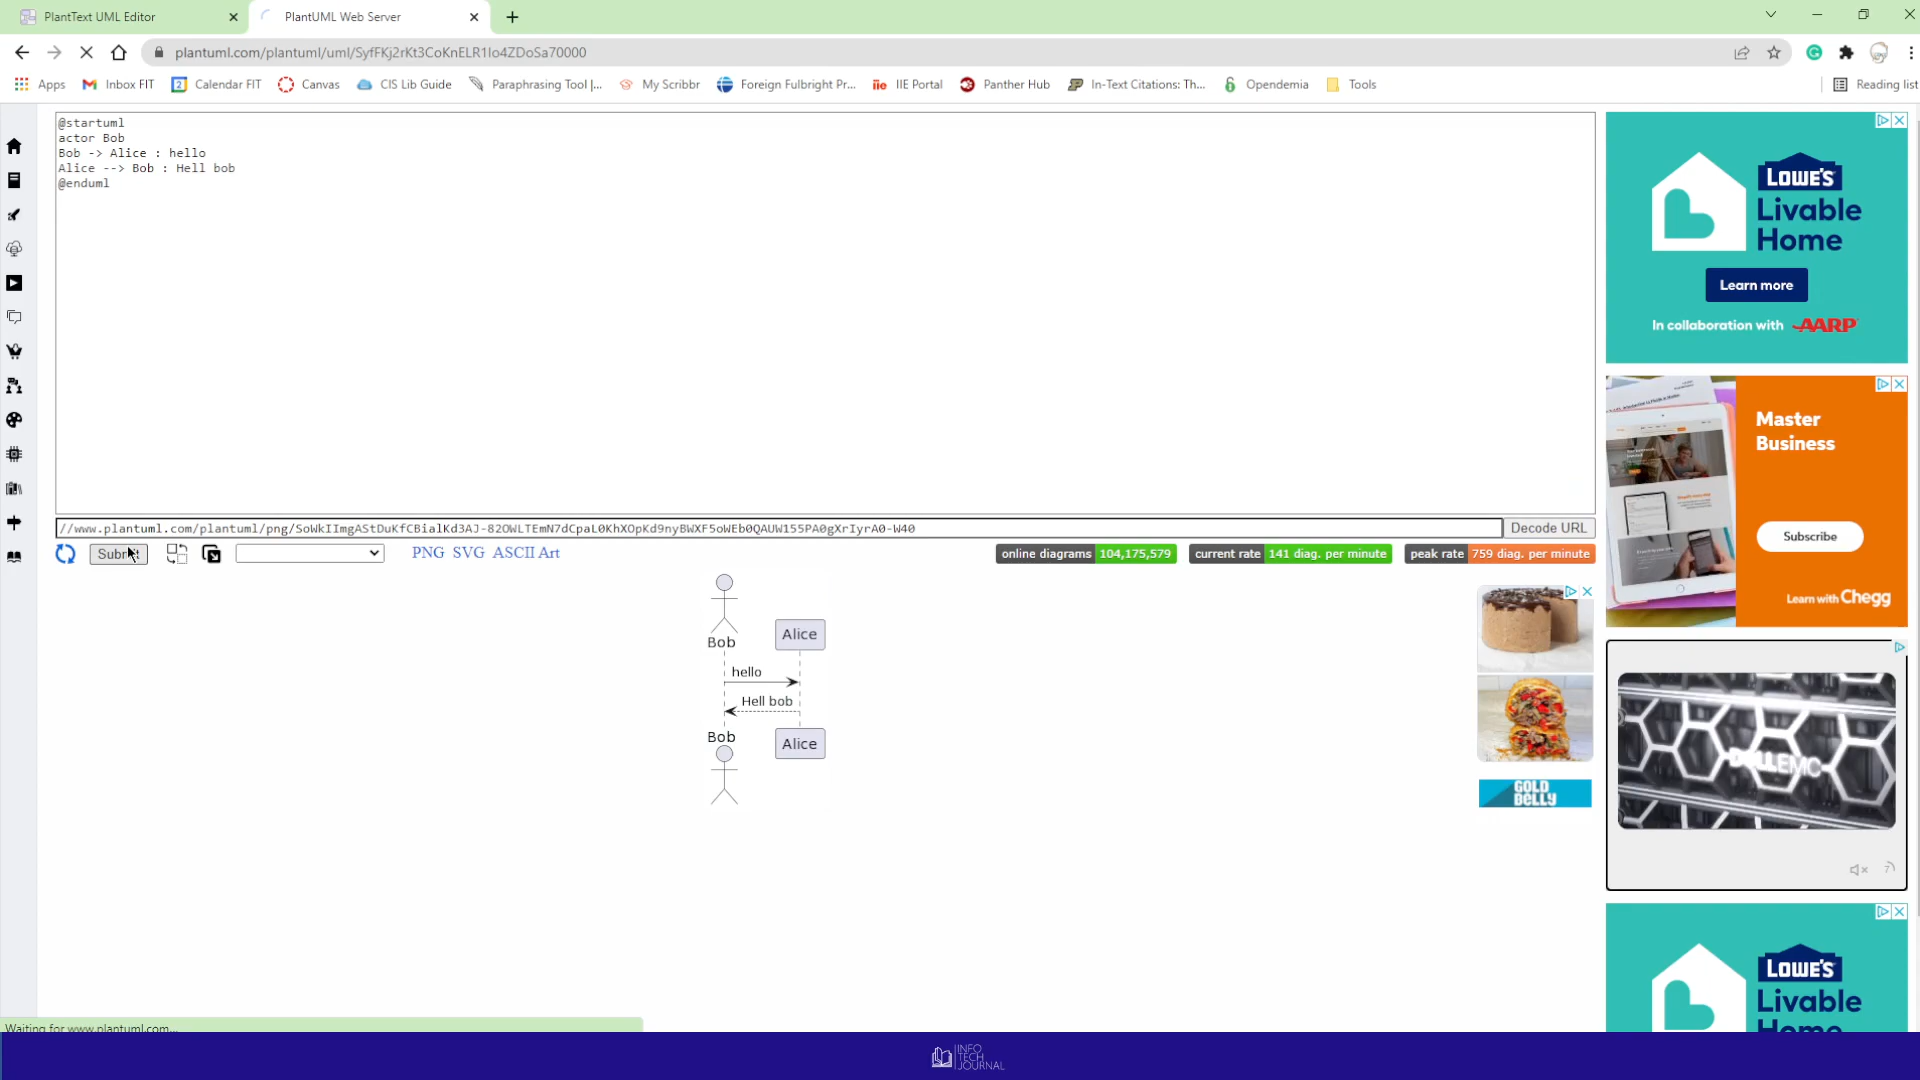 PlantText UML Editor
PlantUML Web Server
plantuml.com/plantuml/uml/SyfFKj2rKt3CoKnELR1Io4ZDoSa70000
Apps
Inbox FIT
Calendar FIT
Canvas
CIS Lib Guide
Paraphrasing Tool |...
My Scribbr
Foreign Fulbright Pr...
iie IIE Portal
Panther Hub
In-Text Citations: Th...
Opendemia
Tools
Reading list
@startuml
actor Bob
Bob -> Alice : hello
Alice --> Bob : Hell bob
@enduml
//www.plantuml.com/plantuml/png/SoWkIImgAStDuKfCBialKd3AJ-82OWLTEmN7dCpaL0KhXOpKd9nyBWXF5oWEb0QAUW155PA0gXrIyrA0-W40
Decode URL
Submit
PNG SVG ASCII Art
online diagrams 104,175,579
current rate 141 diag. per minute
peak rate 759 diag. per minute
Bob
Alice
hello
Hell bob
Bob
Alice
GOLD
BELLY
LOWE'S
Livable
Home
Learn more
In collaboration with AARP
Master
Business
Subscribe
Learn with Chegg
DELLEMC
7
LOWE'S
Livable
Home
Waiting for www.plantuml.com...
INFO
TECH
JOURNAL